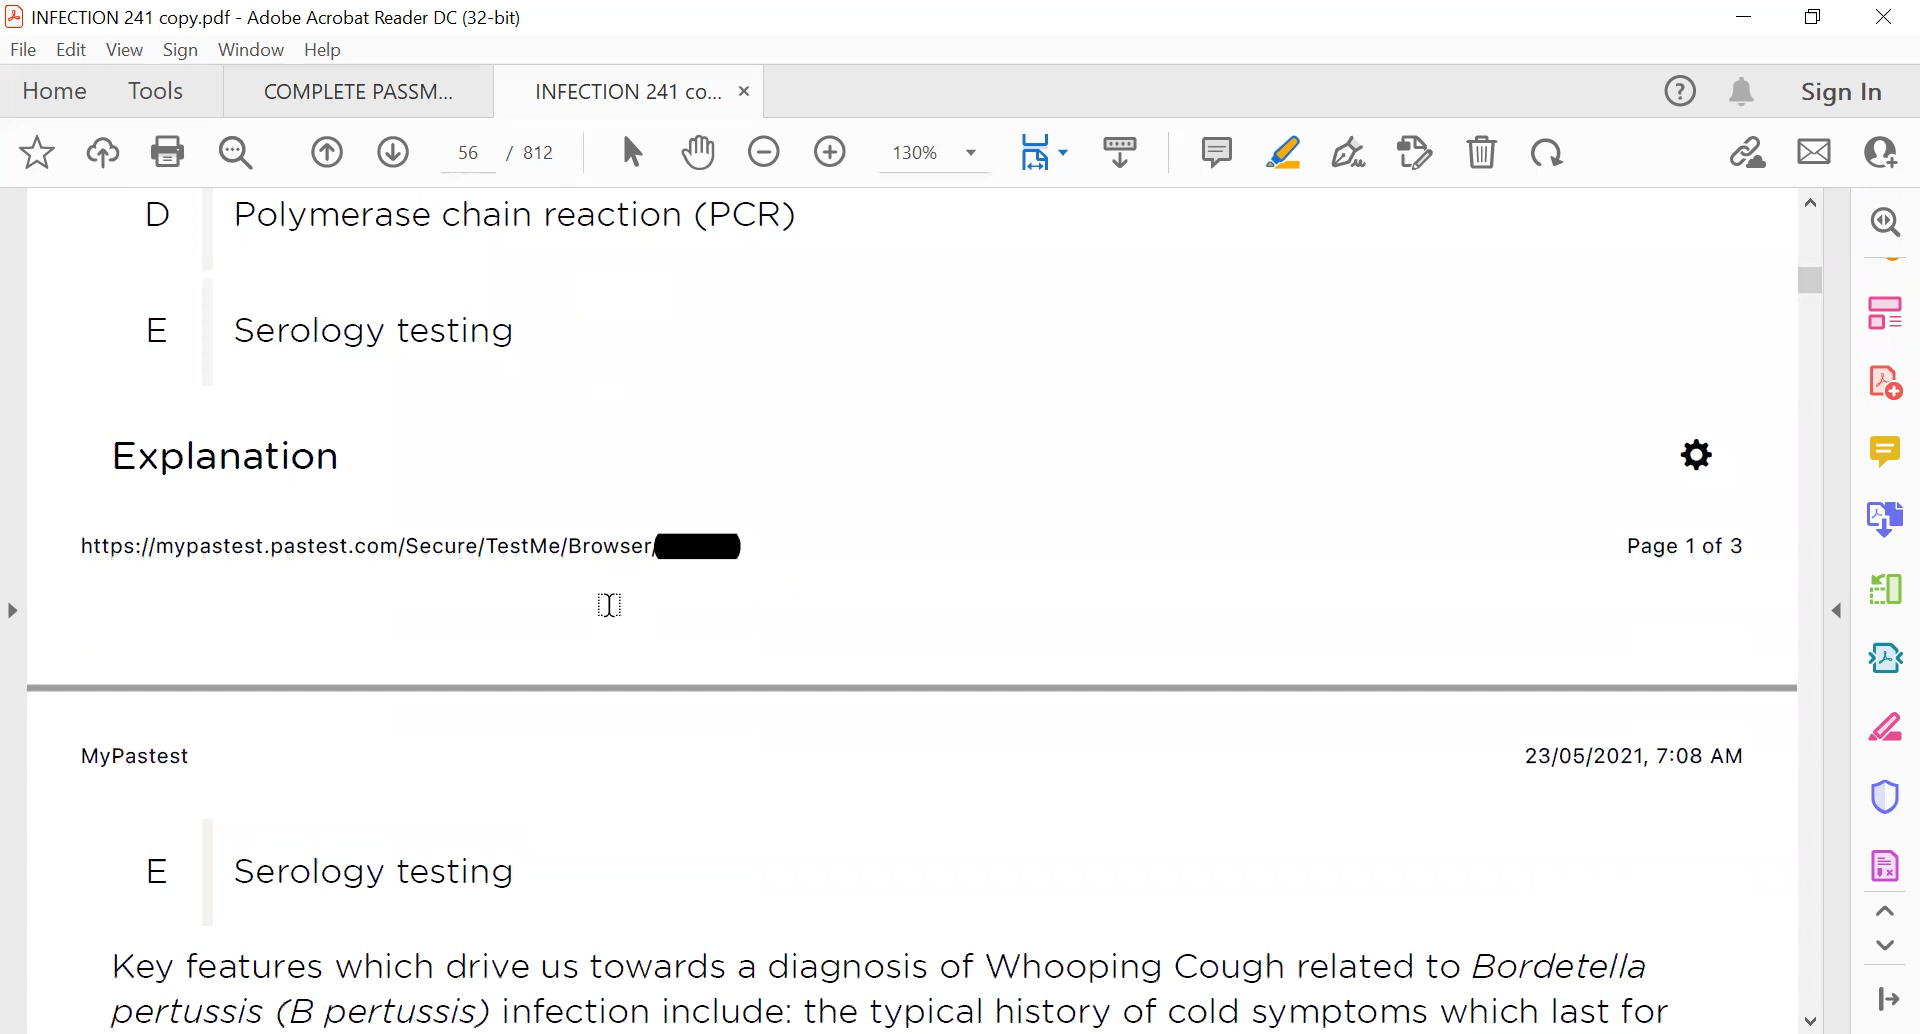 INFECTION 241 copy.pdf - Adobe Acrobat Reader DC (32-bit)
File Edit View Sign Window Help
Home Tools COMPLETE PASSM... INFECTION 241 co... × Sign In
56 / 812 130%
D Polymerase chain reaction (PCR)
E Serology testing
Explanation
https://mypastest.pastest.com/Secure/TestMe/Browser/ Page 1 of 3
MyPastest 23/05/2021, 7:08 AM
E Serology testing
Key features which drive us towards a diagnosis of Whooping Cough related to Bordetella
pertussis (B pertussis) infection include: the typical history of cold symptoms which last for